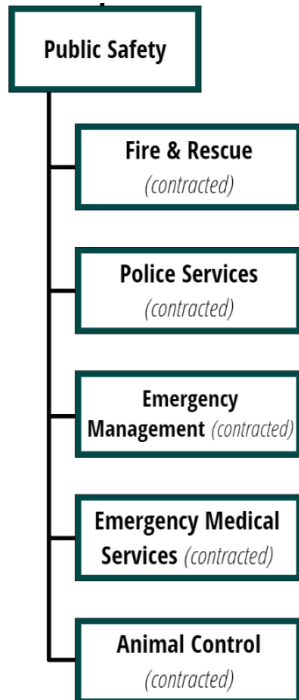 Public Safety
Fire & Rescue
(contracted)
Police Services
(contracted)
Emergency
Management (contracted)
Emergency Medical
Services (contracted)
Animal Control
(contracted)